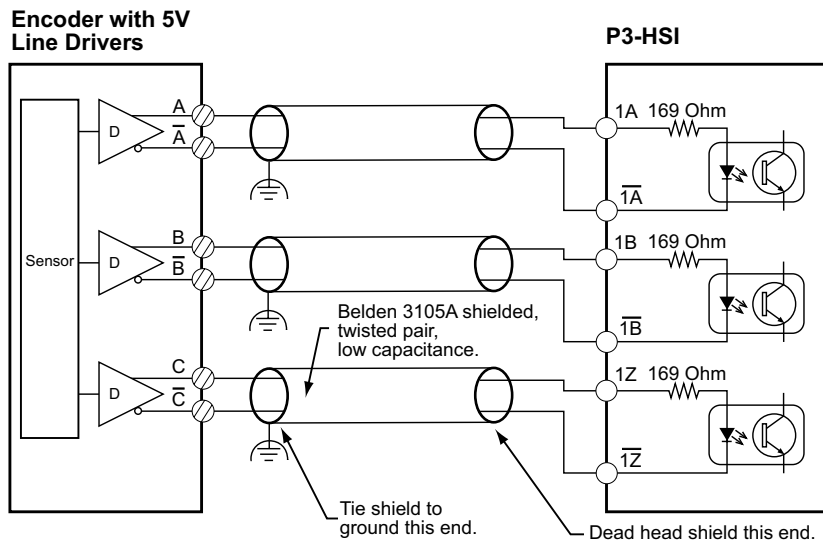 Encoder with 5V
Line Drivers
P3-HSI
Sensor
D
A
A̅
1A
169 Ohm
1A̅
D
B
B̅
1B
169 Ohm
1B̅
Belden 3105A shielded,
twisted pair,
low capacitance.
D
C
C̅
1Z
169 Ohm
1Z̅
Tie shield to
ground this end.
Dead head shield this end.